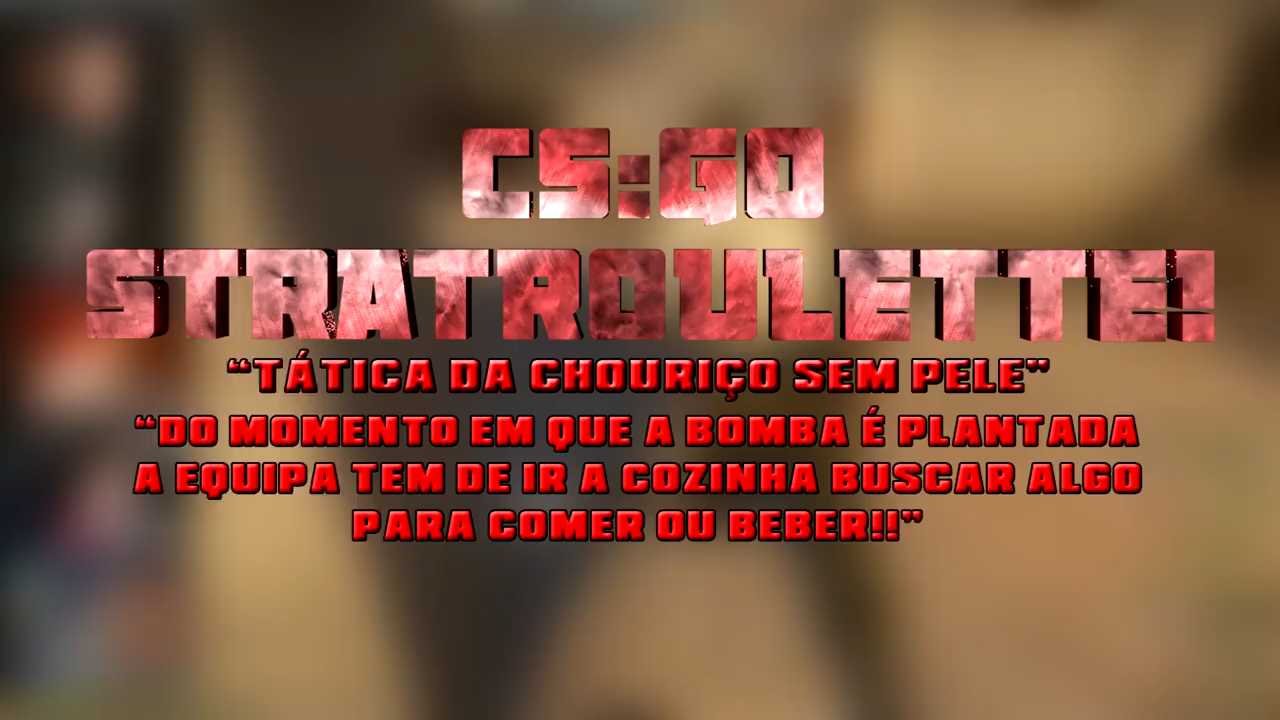 CS:GO
STRATROULETTE!
“TÁTICA DA CHOURIÇO SEM PELE”
“DO MOMENTO EM QUE A BOMBA É PLANTADA
A EQUIPA TEM DE IR A COZINHA BUSCAR ALGO
PARA COMER OU BEBER!!”